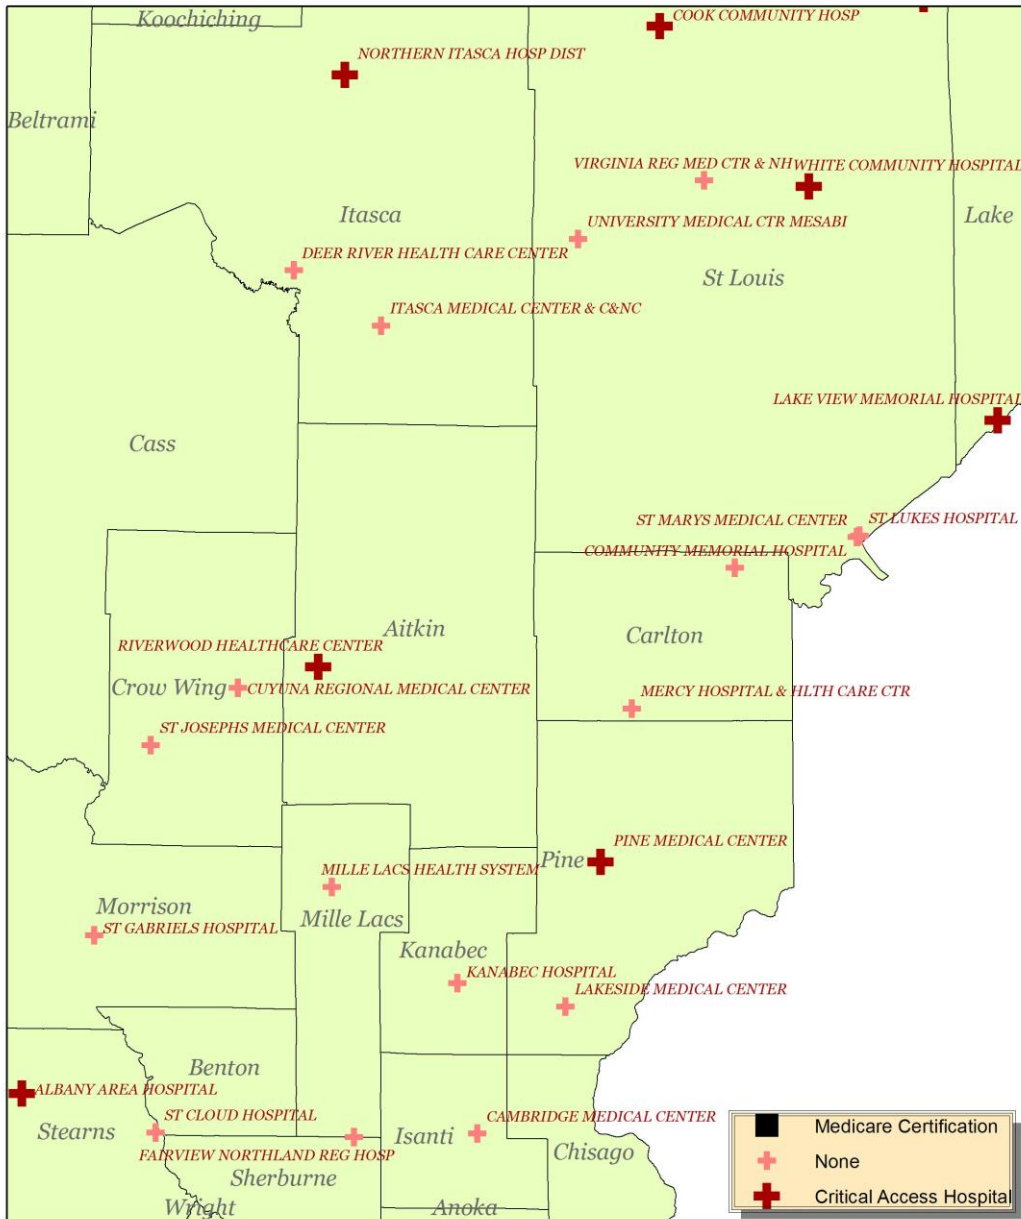 COOK COMMUNITY HOSP
Koochiching
NORTHERN ITASCA HOSP DIST
Beltrami
VIRGINIA REG MED CTR & NH
WHITE COMMUNITY HOSPITAL
Itasca
Lake
UNIVERSITY MEDICAL CTR MESABI
DEER RIVER HEALTH CARE CENTER
St Louis
ITASCA MEDICAL CENTER & C&NC
LAKE VIEW MEMORIAL HOSPITAL
Cass
ST MARYS MEDICAL CENTER
ST LUKES HOSPITAL
COMMUNITY MEMORIAL HOSPITAL
Aitkin
Carlton
RIVERWOOD HEALTHCARE CENTER
Crow Wing
CUYUNA REGIONAL MEDICAL CENTER
MERCY HOSPITAL & HLTH CARE CTR
ST JOSEPHS MEDICAL CENTER
PINE MEDICAL CENTER
Pine
MILLE LACS HEALTH SYSTEM
Morrison
Mille Lacs
ST GABRIELS HOSPITAL
Kanabec
KANABEC HOSPITAL
LAKESIDE MEDICAL CENTER
Benton
ALBANY AREA HOSPITAL
ST CLOUD HOSPITAL
CAMBRIDGE MEDICAL CENTER
Stearns
Isanti
Chisago
FAIRVIEW NORTHLAND REG HOSP
Sherburne
Wright
Anoka
Medicare Certification
None
Critical Access Hospital